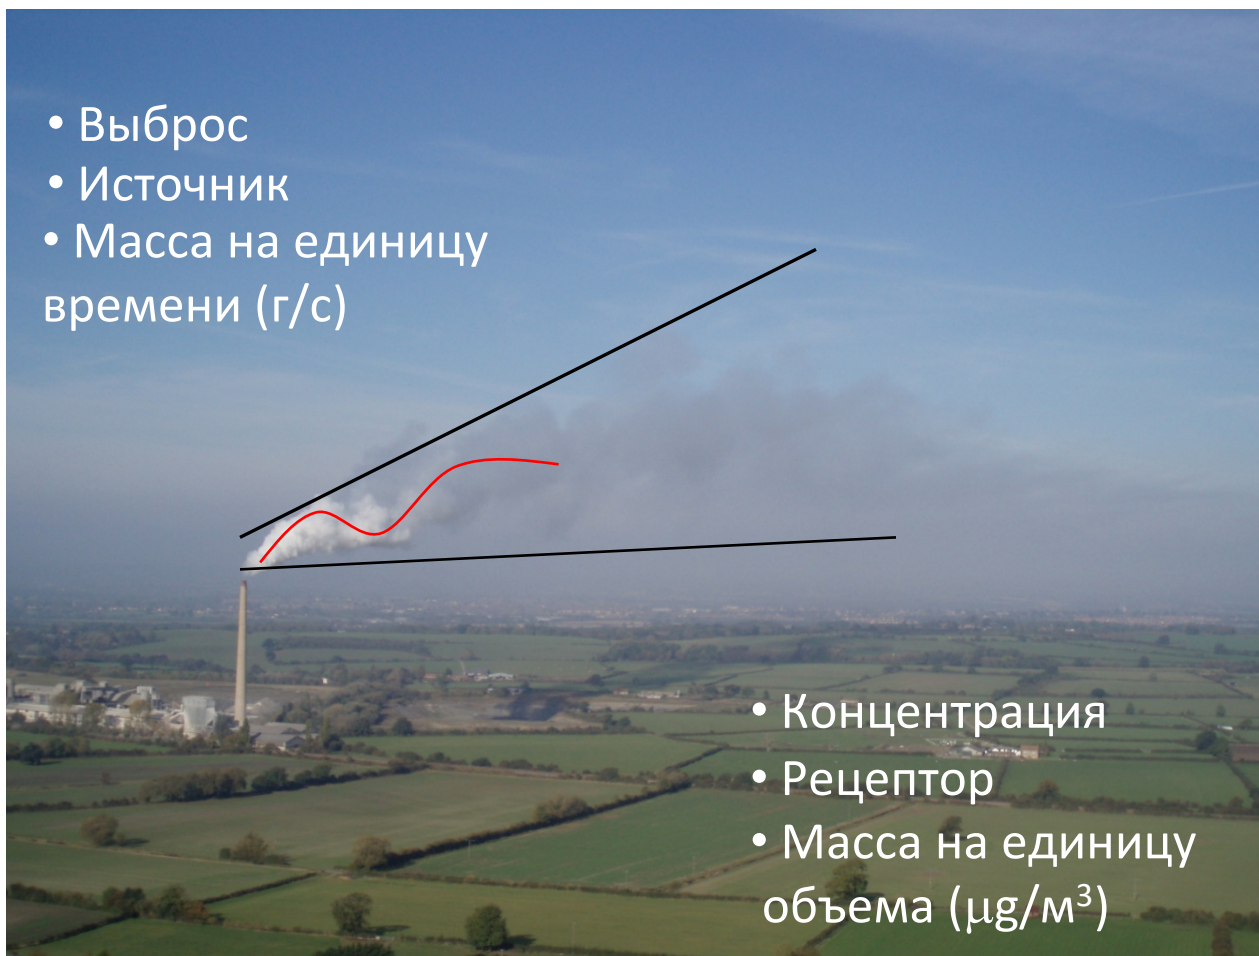 • Выброс
• Источник
• Масса на единицу
времени (г/с)
• Концентрация
• Рецептор
• Масса на единицу
объема (μg/м³)